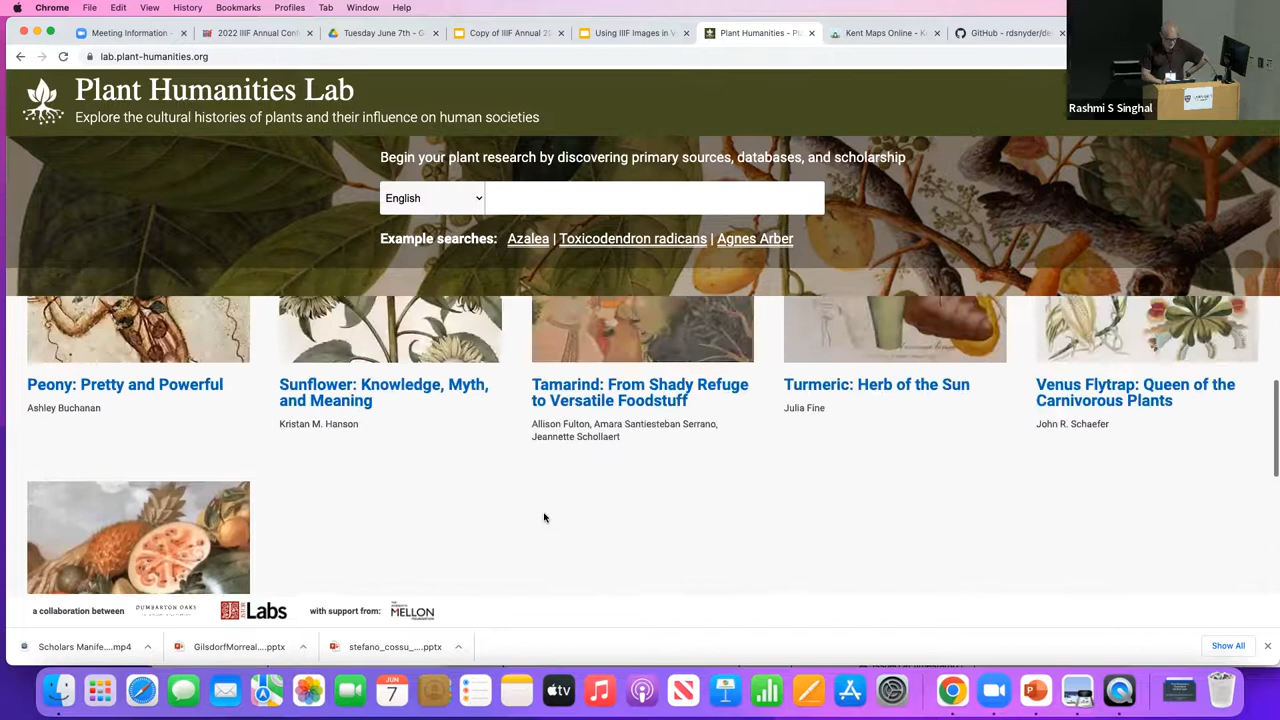 Chrome File Edit View History Bookmarks Profiles Tab Window Help
Meeting Information -
2022 IIIF Annual Con
Tuesday June 7th - G
Copy of IIIF Annual 2
Using IIIF Images in V
Plant Humanities - Pl
Kent Maps Online - K
GitHub - rdsnyder/de
lab.plant-humanities.org
Plant Humanities Lab
Explore the cultural histories of plants and their influence on human societies
Rashmi S Singhal
Begin your plant research by discovering primary sources, databases, and scholarship
English
Example searches: Azalea | Toxicodendron radicans | Agnes Arber
Peony: Pretty and Powerful
Ashley Buchanan
Sunflower: Knowledge, Myth,
and Meaning
Kristan M. Hanson
Tamarind: From Shady Refuge
to Versatile Foodstuff
Allison Fulton, Amara Santiesteban Serrano,
Jeannette Schollaert
Turmeric: Herb of the Sun
Julia Fine
Venus Flytrap: Queen of the
Carnivorous Plants
John R. Schaefer
a collaboration between DUMBARTON OAKS Labs with support from: MELLON
Scholars Manife....mp4
GilsdorfMorreal....pptx
stefano_cossu_....pptx
Show All
JUN
7
tv